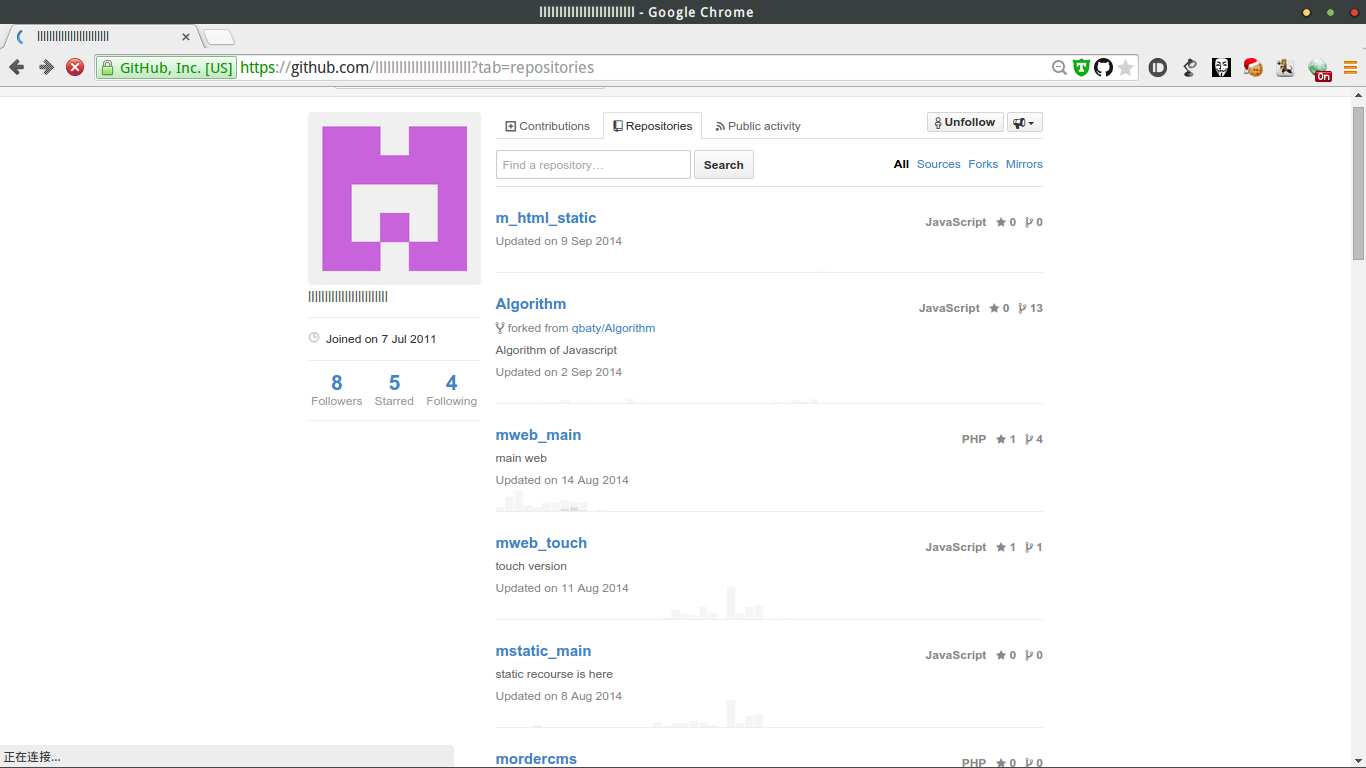 - Google Chrome
GitHub, Inc. [US] https://github.com/ ?tab=repositories
On
Contributions Repositories Public activity Unfollow
Find a repository… Search All Sources Forks Mirrors
m_html_static JavaScript 0 0
Updated on 9 Sep 2014
Algorithm JavaScript 0 13
forked from qbaty/Algorithm
Algorithm of Javascript
Updated on 2 Sep 2014
Joined on 7 Jul 2011
8 5 4
Followers Starred Following
mweb_main PHP 1 4
main web
Updated on 14 Aug 2014
mweb_touch JavaScript 1 1
touch version
Updated on 11 Aug 2014
mstatic_main JavaScript 0 0
static recourse is here
Updated on 8 Aug 2014
mordercms PHP 0 0
正在连接...